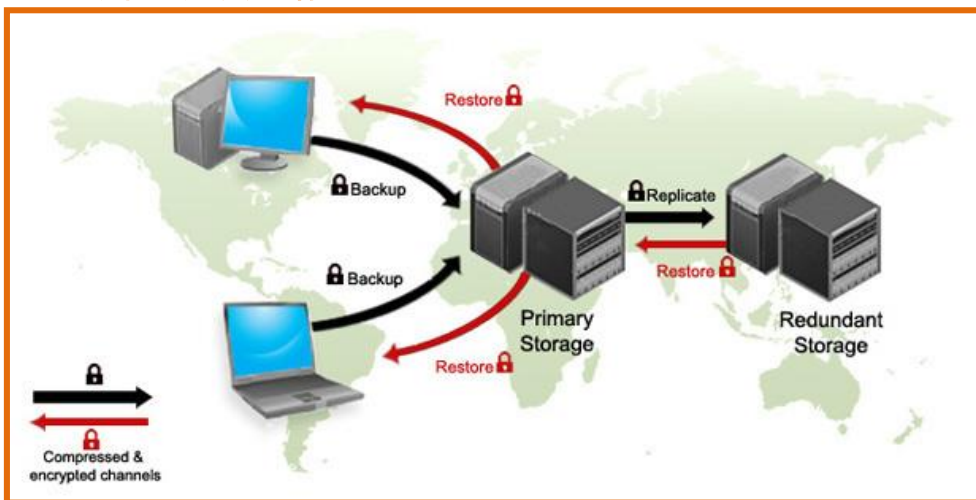 Restore
Backup
Replicate
Backup
Restore
Primary
Storage
Redundant
Storage
Restore
Compressed &
encrypted channels